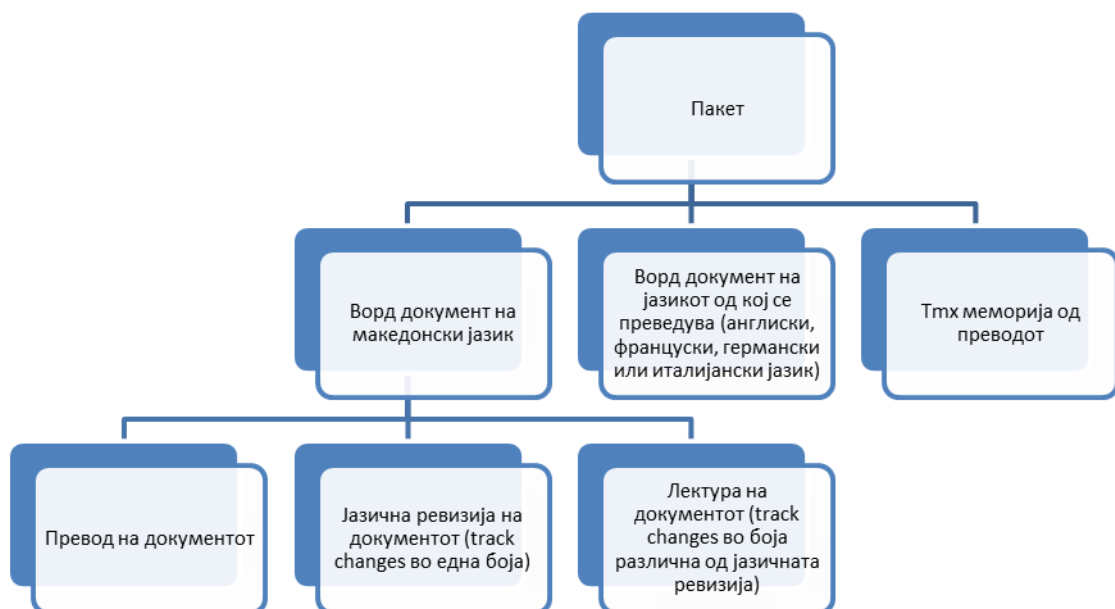 Пакет
Ворд документ на
македонски јазик
Ворд документ на
јазикот од кој се
преведува (англиски,
француски, германски
или италијански јазик)
Tmx меморија од
преводот
Превод на документот
Јазична ревизија на
документот (track
changes во една боја)
Лектура на
документот (track
changes во боја
различна од јазичната
ревизија)